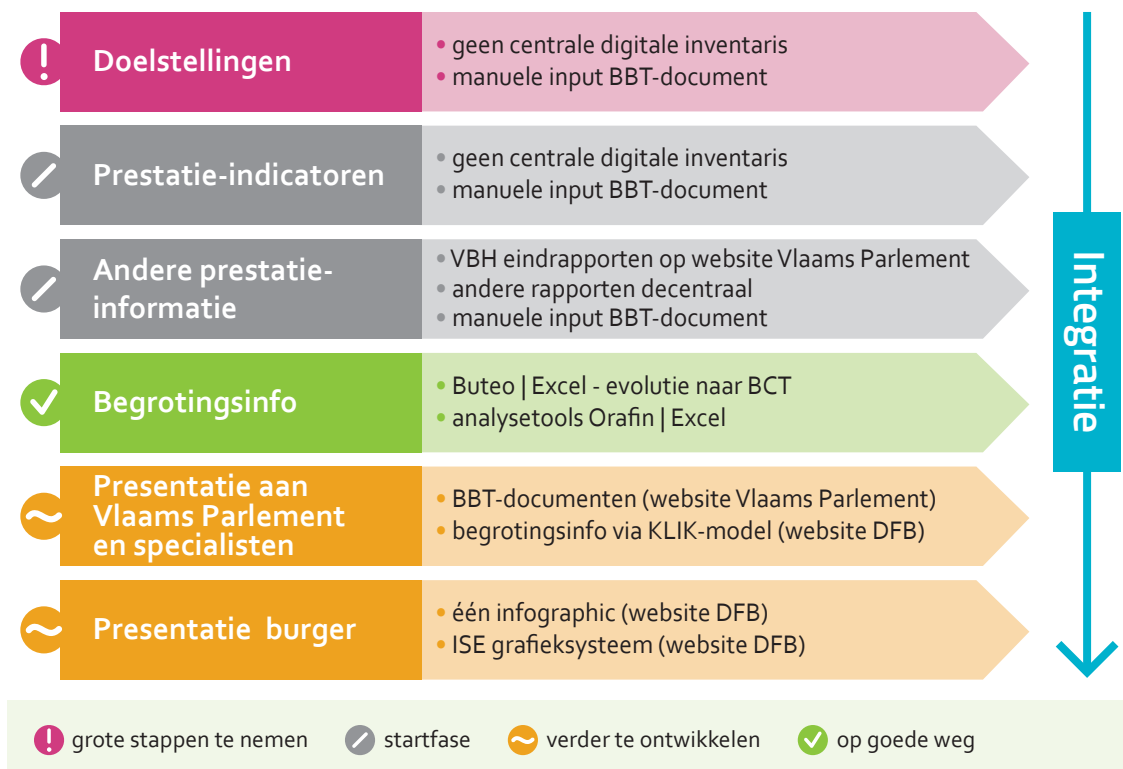 Doelstellingen
• geen centrale digitale inventaris
• manuele input BBT-document
Prestatie-indicatoren
• geen centrale digitale inventaris
• manuele input BBT-document
Andere prestatie-
informatie
• VBH eindrapporten op website Vlaams Parlement
• andere rapporten decentraal
• manuele input BBT-document
Begrotingsinfo
• Buteo | Excel - evolutie naar BCT
• analysetools Orafin | Excel
Presentatie aan
Vlaams Parlement
en specialisten
• BBT-documenten (website Vlaams Parlement)
• begrotingsinfo via KLIK-model (website DFB)
Presentatie burger
• één infographic (website DFB)
• ISE grafieksysteem (website DFB)
Integratie
grote stappen te nemen
startfase
verder te ontwikkelen
op goede weg